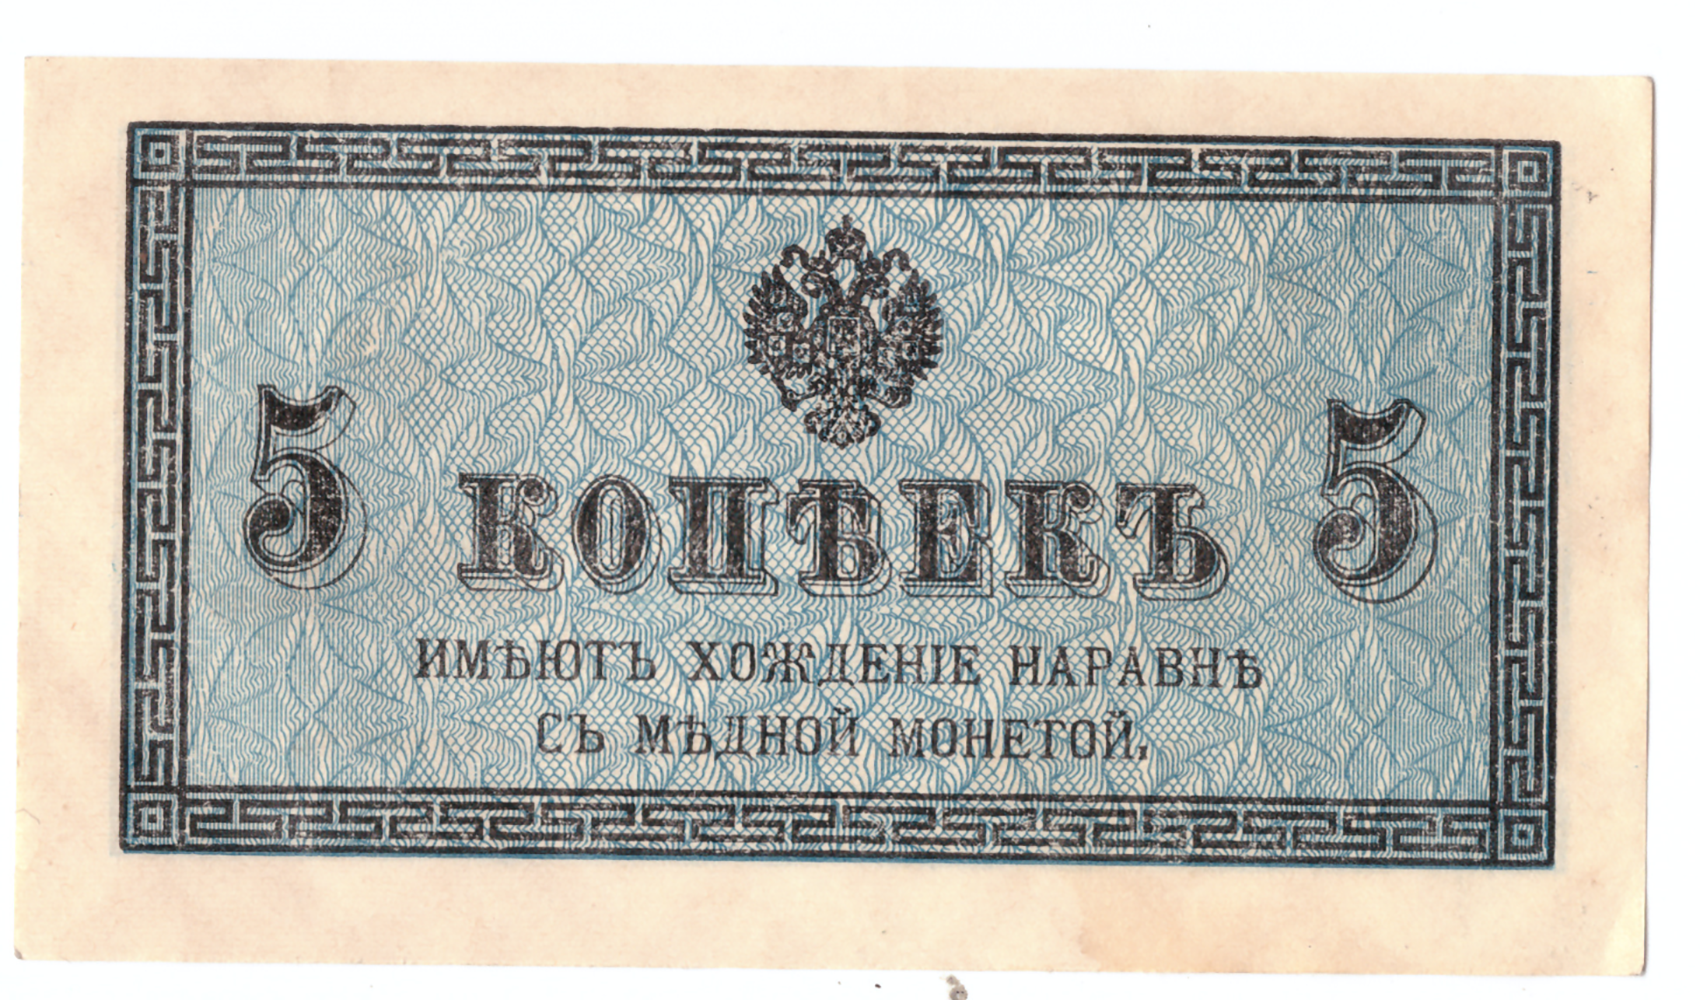 5 КОПѢЕКЪ 5
ИМѢЮТЪ ХОЖДЕНІЕ НАРАВНѢ
СЪ МѢДНОЙ МОНЕТОЙ.